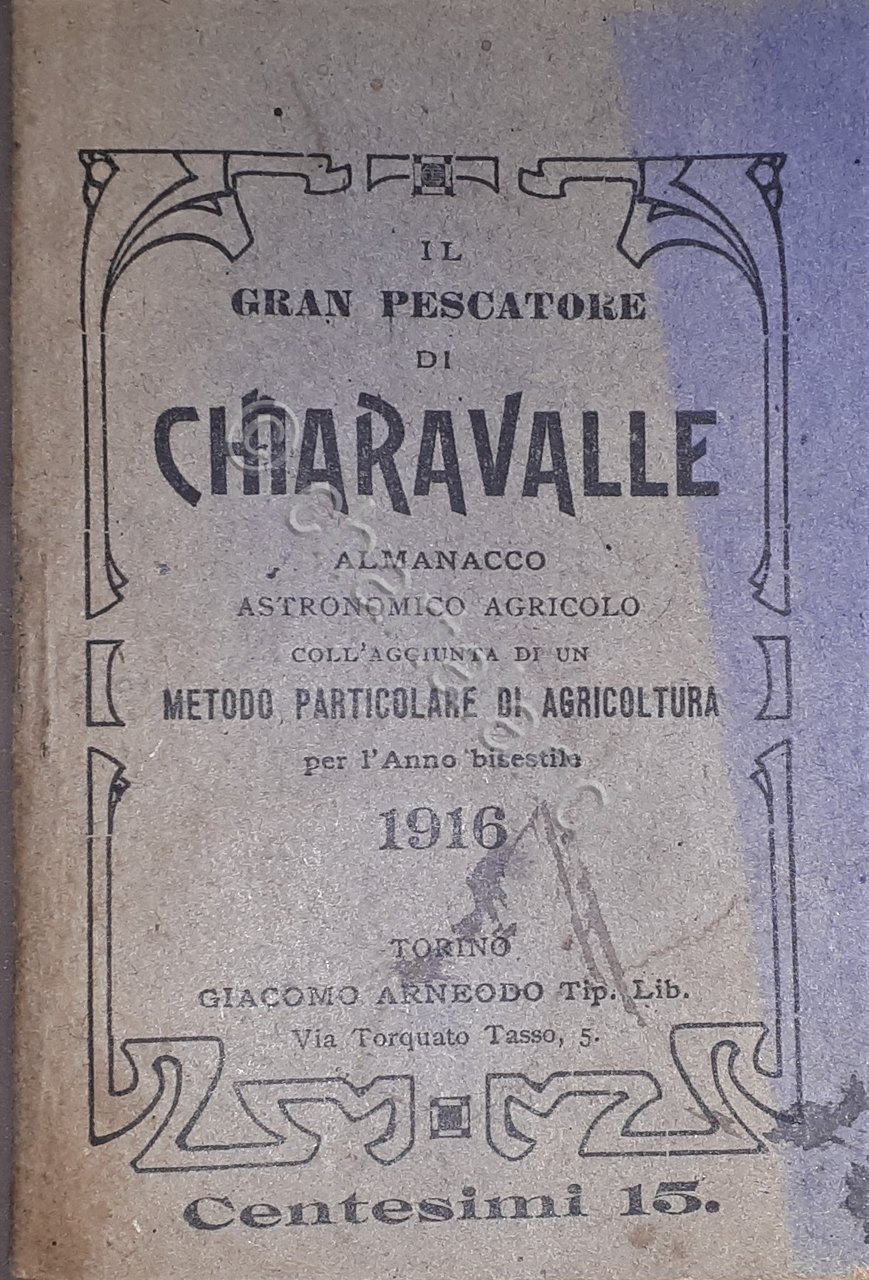 IL
GRAN PESCATORE
DI
CHIARAVALLE
ALMANACCO
ASTRONOMICO AGRICOLO
COLL'AGGIUNTA DI UN
METODO PARTICOLARE DI AGRICOLTURA
per l'Anno bisestile
1916
TORINO
GIACOMO ARNEODO Tip. Lib.
Via Torquato Tasso, 5.
Centesimi 15.